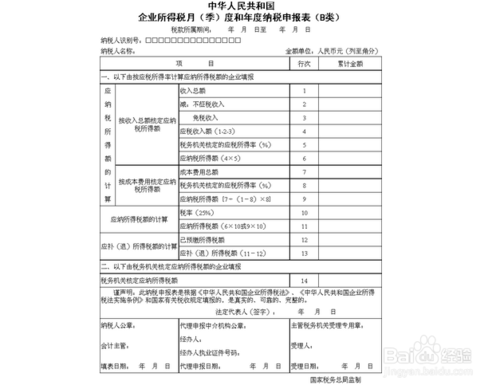 中华人民共和国
企业所得税月（季）度和年度纳税申报表（B类）
税款所属期间： 年 月 日至 年 月 日
纳税人识别号：□□□□□□□□□□□□□□□
纳税人名称： 金额单位：人民币元（列至角分）
项 目 行次 累计金额
一、以下由按应税所得率计算应纳所得税额的企业填报
应纳税所得额的计算
按收入总额核定应纳税所得额
收入总额 1
减：不征税收入 2
免税收入 3
应税收入额（1-2-3） 4
税务机关核定的应税所得率（%） 5
应纳税所得额（4×5） 6
按成本费用核定应纳税所得额
成本费用总额 7
税务机关核定的应税所得率（%） 8
应纳税所得额［7÷（1－8）×8］ 9
应纳所得税额的计算
税率（25%） 10
应纳所得税额（6×10或9×10） 11
应补（退）所得税额的计算
已预缴所得税额 12
应补（退）所得税额（11－12） 13
二、以下由税务机关核定应纳所得税额的企业填报
税务机关核定应纳所得税额 14
谨声明：此纳税申报表是根据《中华人民共和国企业所得税法》、《中华人民共和国企业所得税法实施条例》和国家有关税收规定填报的，是真实的、可靠的、完整的。
法定代表人（签字）： 年 月 日
纳税人公章： 代理申报中介机构公章： 主管税务机关受理专用章：
会计主管： 经办人： 受理人：
经办人执业证件号码：
填表日期： 年 月 日 代理申报日期： 年 月 日 受理日期： 年 月 日
国家税务总局监制
Baidu经验
jingyan.baidu.com